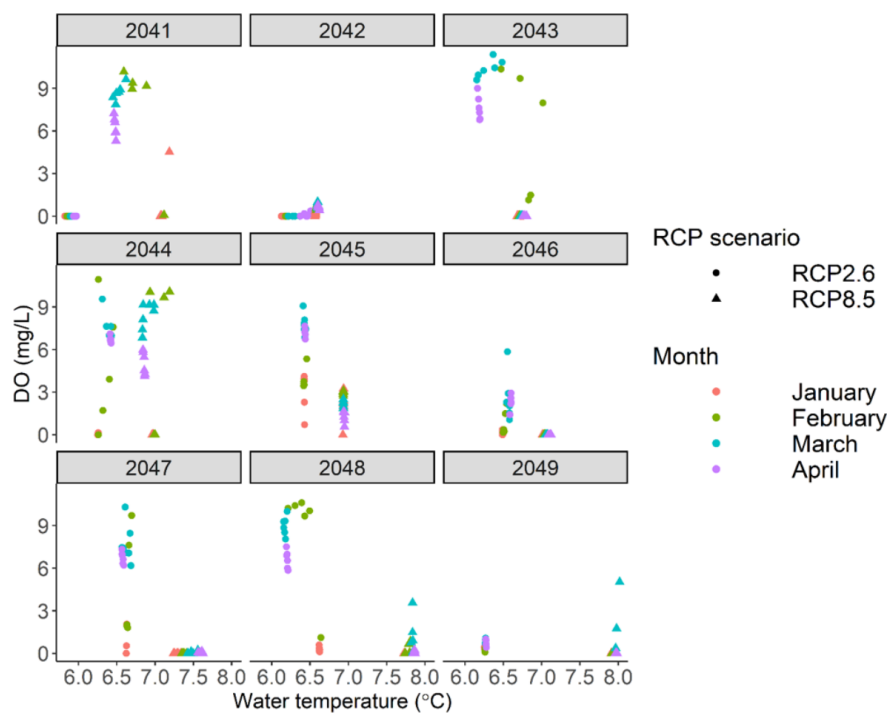 2041 2042 2043
9
6
3
0
2044 2045 2046
9
6
3
0
2047 2048 2049
9
6
3
0
6.0 6.5 7.0 7.5 8.0 6.0 6.5 7.0 7.5 8.0 6.0 6.5 7.0 7.5 8.0
Water temperature (°C)
DO (mg/L)
RCP scenario
RCP2.6
RCP8.5
Month
January
February
March
April